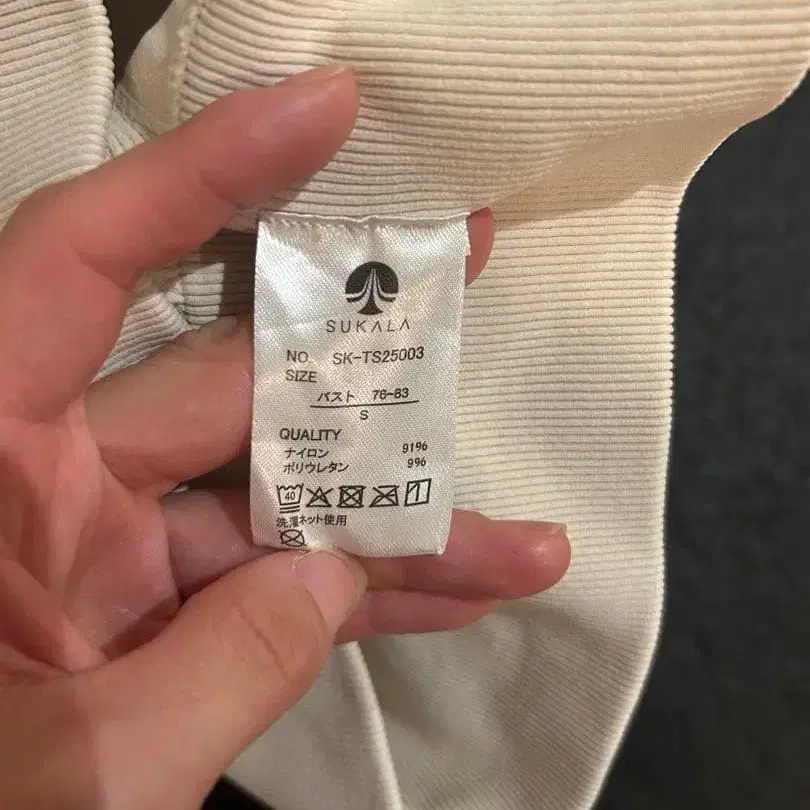 SUKALA
NO. SK-TS25003
SIZE
バスト 76-83
S
QUALITY
ナイロン 91%
ポリウレタン 9%
40
洗濯ネット使用